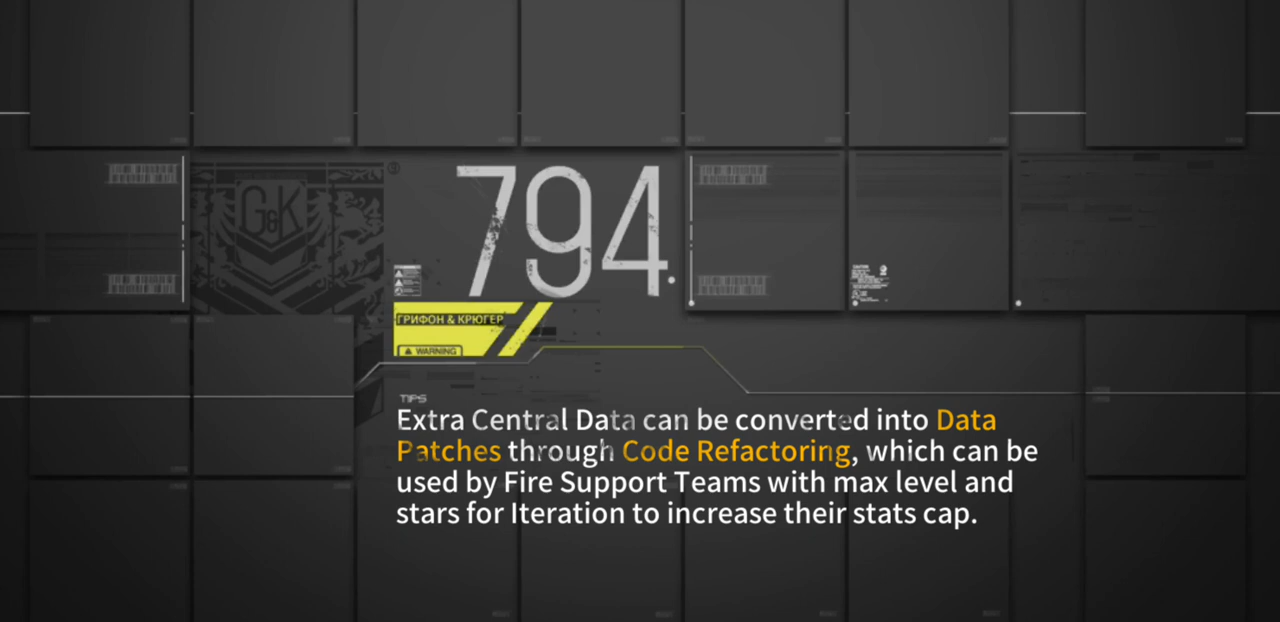 G&K
794.
ГРИФОН & КРЮГЕР
WARNING
TIPS
Extra Central Data can be converted into Data
Patches through Code Refactoring, which can be
used by Fire Support Teams with max level and
stars for Iteration to increase their stats cap.